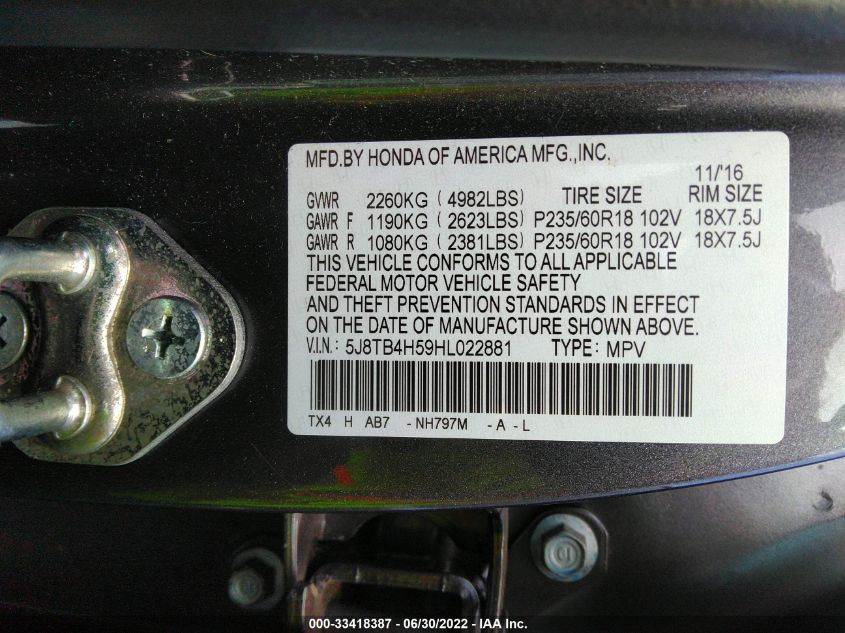 MFD.BY HONDA OF AMERICA MFG.,INC.
11/'16
GVWR 2260KG ( 4982LBS) TIRE SIZE RIM SIZE
GAWR F 1190KG ( 2623LBS) P235/60R18 102V 18X7.5J
GAWR R 1080KG ( 2381LBS) P235/60R18 102V 18X7.5J
THIS VEHICLE CONFORMS TO ALL APPLICABLE
FEDERAL MOTOR VEHICLE SAFETY
AND THEFT PREVENTION STANDARDS IN EFFECT
ON THE DATE OF MANUFACTURE SHOWN ABOVE.
V.I.N.: 5J8TB4H59HL022881 TYPE: MPV
TX4 H AB7 - NH797M - A - L
000-33418387 - 06/30/2022 - IAA Inc.